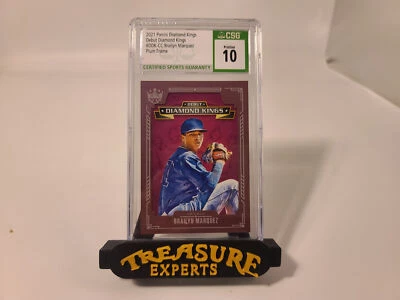 2021 Panini Diamond Kings
Debut Diamond Kings
#DDK-CL Brailyn Marquez
Plum Frame
CSG
Pristine
10
CERTIFIED SPORTS GUARANTY
DEBUT
DIAMOND KINGS
BRAILYN MARQUEZ
TREASURE
EXPERTS